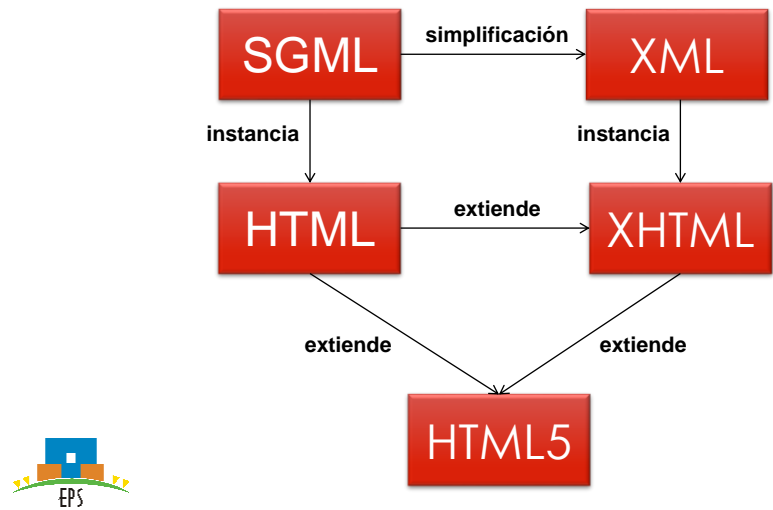 simplificación
SGML
XML
instancia
instancia
extiende
HTML
XHTML
extiende
extiende
HTML5
EPS